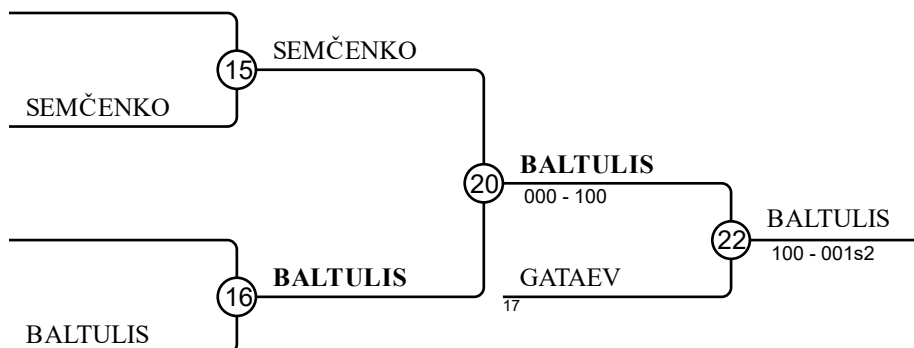 SEMČENKO
15
SEMČENKO
BALTULIS
20
000 - 100
BALTULIS
22
100 - 001s2
GATAEV
17
BALTULIS
16
BALTULIS